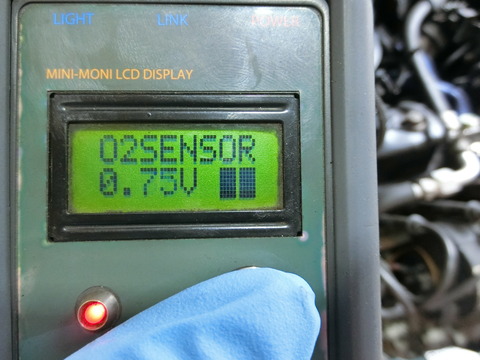 LIGHT LINK POWER
MINI-MONI LCD DISPLAY
O2SENSOR
0.75V